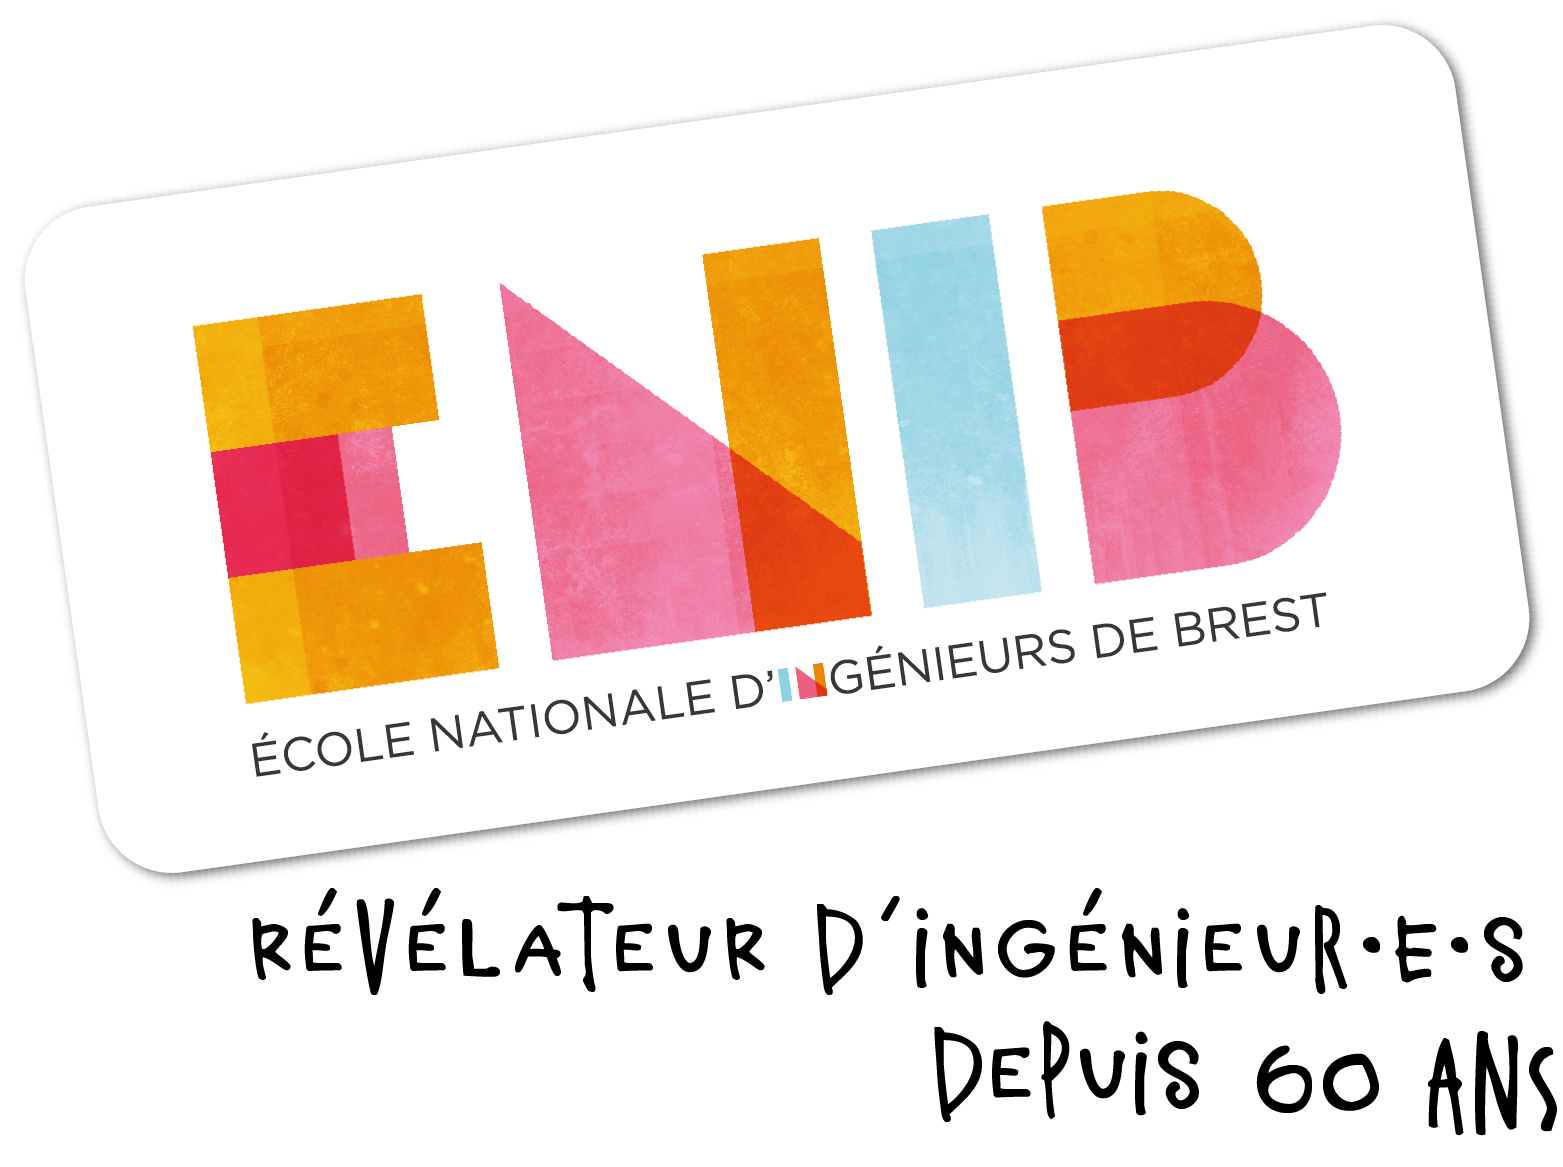 ENIB
ÉCOLE NATIONALE D'INGÉNIEURS DE BREST
RÉVÉLATEUR D'INGÉNIEUR·E·S
DEPUIS 60 ANS